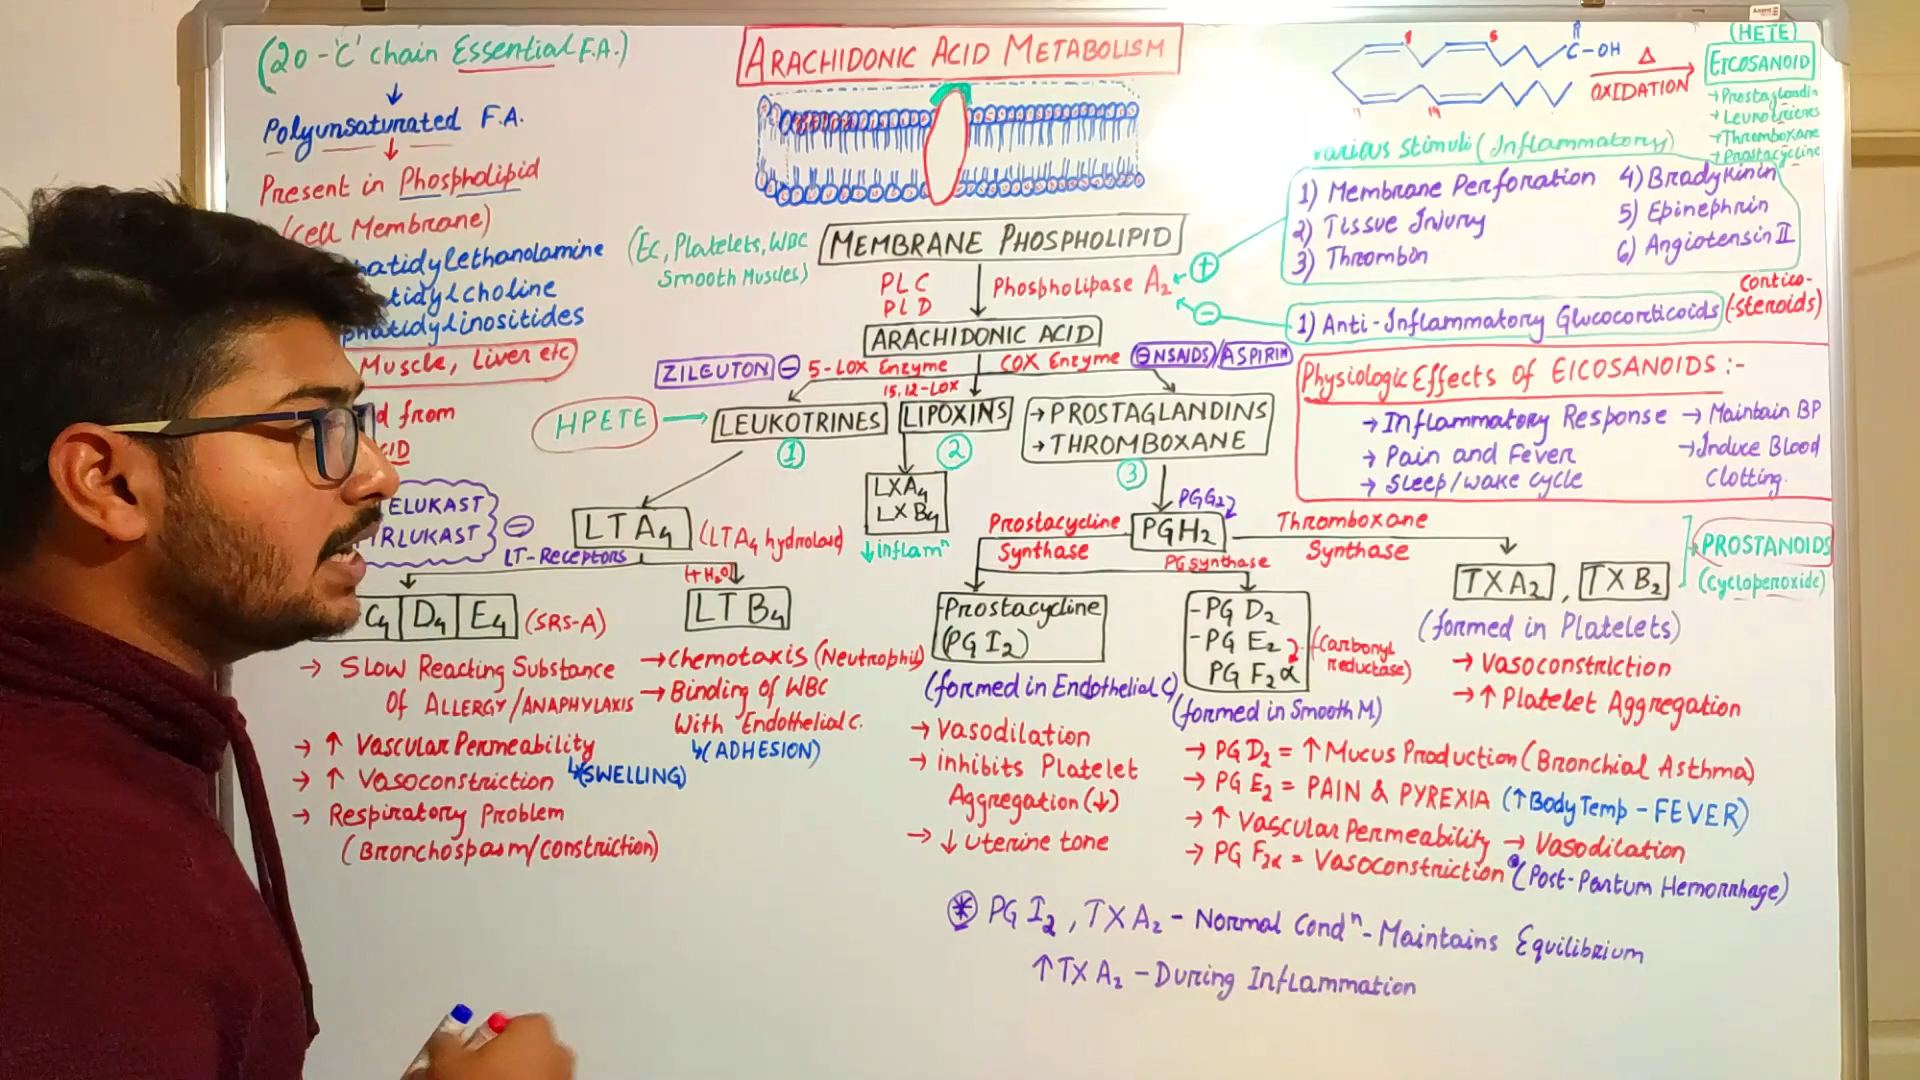 (20-'C' chain Essential F.A.)
Polyunsaturated F.A.
Present in Phospholipid
(cell Membrane)
hatidylethanolamine
tidylcholine
phatidylinositides
Muscle, Liver etc
d from
CID
ARACHIDONIC ACID METABOLISM
C-OH
Δ
OXIDATION
(HETE)
EICOSANOID
→ Prostaglandin
→ Leukotrienes
→ Thromboxane
→ Prostacycline
various stimuli (Inflammatory)
1) Membrane Perforation
2) Tissue Injury
3) Thrombin
4) Bradykinin
5) Epinephrin
6) Angiotensin II
(Ec, Platelets, WBC
Smooth Muscles)
MEMBRANE PHOSPHOLIPID
PLC
PLD
Phospholipase A2
+
-
1) Anti-Inflammatory Glucocorticoids
Cortico-
(-steroids)
ARACHIDONIC ACID
ZILEUTON ⊖ 5-LOX Enzyme
COX Enzyme ⊖ NSAIDS/ASPIRIN
15,12-LOX
HPETE → LEUKOTRINES
1
LIPOXINS
2
→ PROSTAGLANDINS
→ THROMBOXANE
3
Physiologic Effects of EICOSANOIDS :-
→ Inflammatory Response
→ Pain and Fever
→ Sleep/wake cycle
→ Maintain BP
→ Induce Blood
Clotting.
ELUKAST
IRLUKAST
⊖
LT-Receptors
LTA4 (LTA4 hydrolase)
LXA4
LXB4
↓inflamn
(+H2O)
PGG2
PGH2
Prostacycline
Synthase
PG synthase
Thromboxane
Synthase
PROSTANOIDS
(Cycloperoxide)
C4 D4 E4 (SRS-A)
LTB4
→ Slow Reacting Substance
Of ALLERGY/ANAPHYLAXIS
→ ↑ Vascular Permeability
↳(SWELLING)
→ ↑ Vasoconstriction
→ Respiratory Problem
(Bronchospasm/constriction)
→ Chemotaxis (Neutrophils)
→ Binding of WBC
With Endothelial C.
↳(ADHESION)
-Prostacycline
(PGI2)
(formed in Endothelial C)
→ Vasodilation
→ inhibits Platelet
Aggregation (↓)
→ ↓ Uterine tone
-PG D2
-PG E2
PG F2α
(Carbonyl
reductase)
(formed in Smooth M)
TXA2, TXB2
(formed in Platelets)
→ Vasoconstriction
→ ↑ Platelet Aggregation
→ PG D2 = ↑ Mucus Production (Bronchial Asthma)
→ PG E2 = PAIN & PYREXIA (↑Body Temp - FEVER)
→ ↑ Vascular Permeability → Vasodilation
→ PG F2α = Vasoconstriction (Post-Partum Hemorrhage)
* PG I2, TXA2 - Normal Condn - Maintains Equilibrium
↑TXA2 - During Inflammation